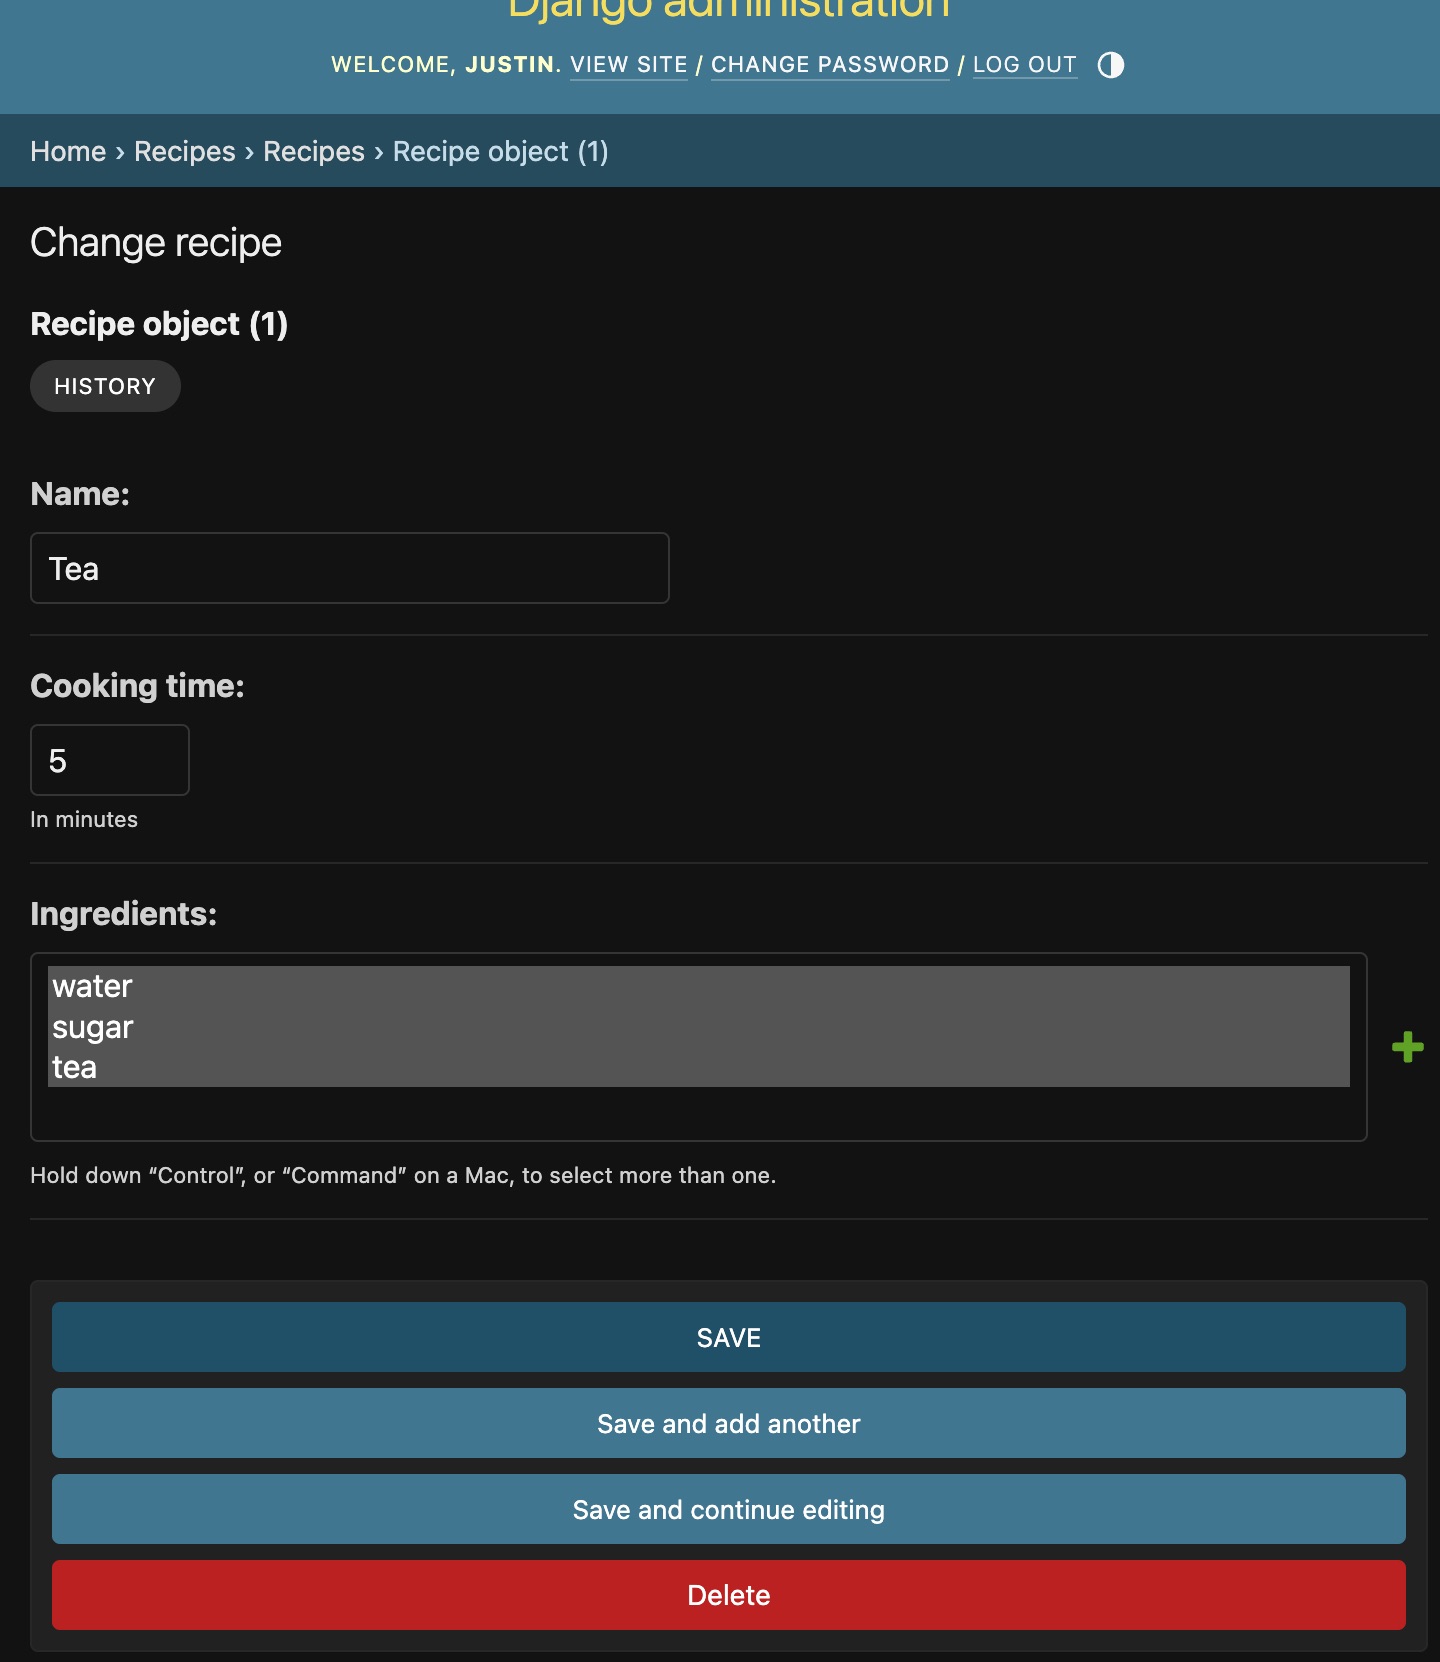 Django administration
WELCOME, JUSTIN. VIEW SITE / CHANGE PASSWORD / LOG OUT
Home › Recipes › Recipes › Recipe object (1)
Change recipe
Recipe object (1)
HISTORY
Name:
Tea
Cooking time:
5
In minutes
Ingredients:
water
sugar
tea
Hold down “Control”, or “Command” on a Mac, to select more than one.
SAVE
Save and add another
Save and continue editing
Delete